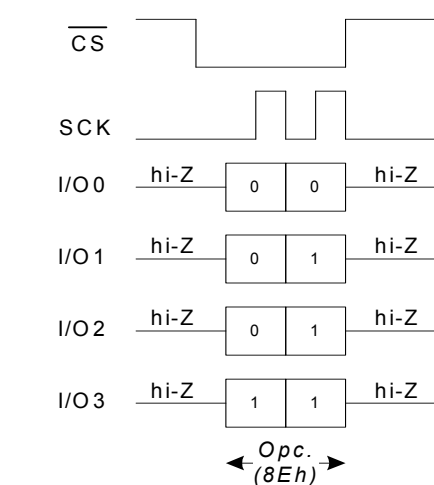 CS
SCK
I/O0 hi-Z 0 0 hi-Z
I/O1 hi-Z 0 1 hi-Z
I/O2 hi-Z 0 1 hi-Z
I/O3 hi-Z 1 1 hi-Z
Opc.
(8Eh)